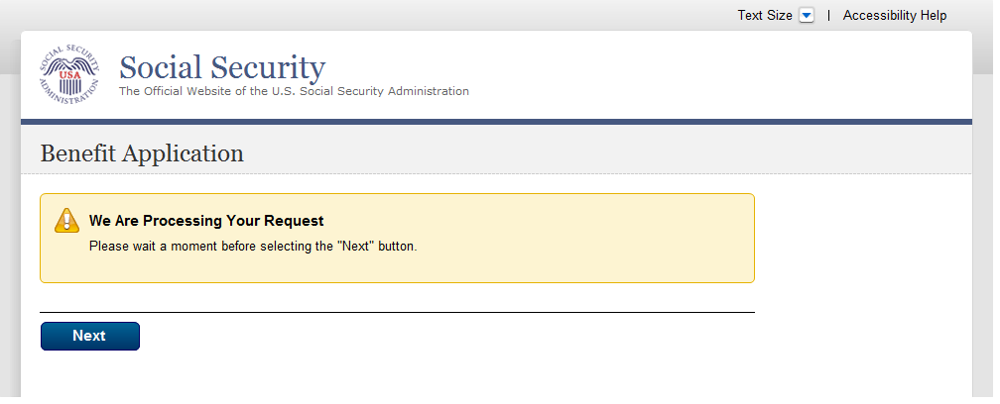 Text Size | Accessibility Help
SOCIAL SECURITY ADMINISTRATION
USA
Social Security
The Official Website of the U.S. Social Security Administration
Benefit Application
We Are Processing Your Request
Please wait a moment before selecting the "Next" button.
Next